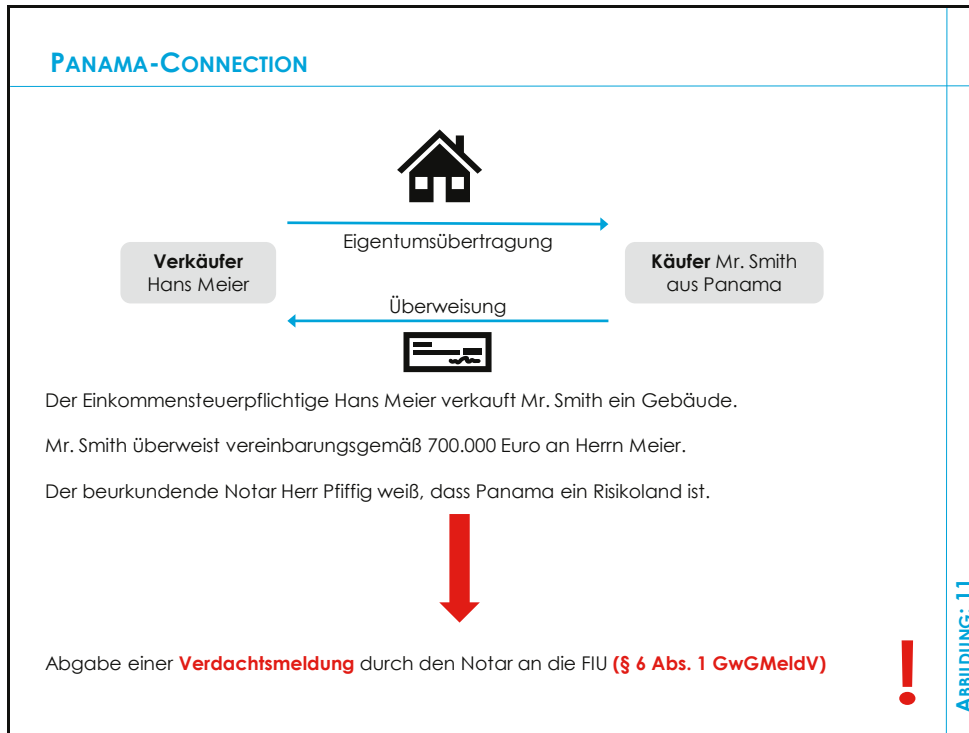 PANAMA-CONNECTION
Eigentumsübertragung
Verkäufer
Hans Meier
Käufer Mr. Smith
aus Panama
Überweisung
Der Einkommensteuerpflichtige Hans Meier verkauft Mr. Smith ein Gebäude.
Mr. Smith überweist vereinbarungsgemäß 700.000 Euro an Herrn Meier.
Der beurkundende Notar Herr Pfiffig weiß, dass Panama ein Risikoland ist.
Abgabe einer Verdachtsmeldung durch den Notar an die FIU (§ 6 Abs. 1 GwGMeldV)
!
ABBILDUNG: 11